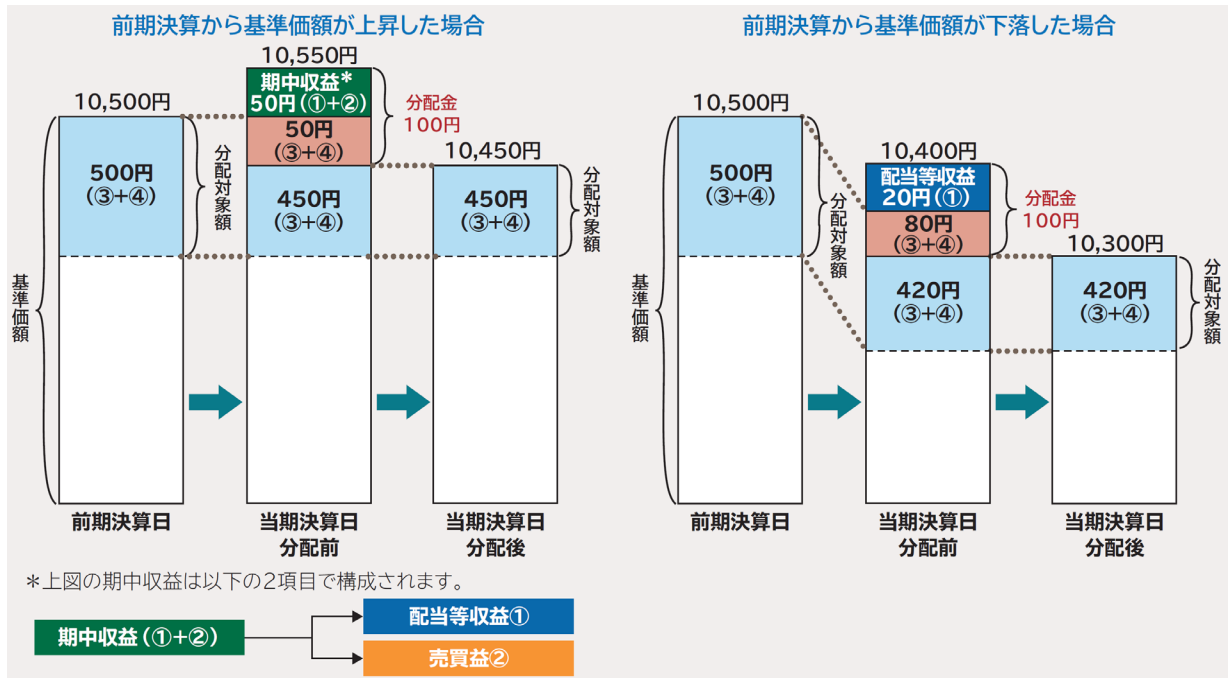 前期決算から基準価額が上昇した場合
10,550円
10,500円
期中収益*
50円(①+②)
50円
(③+④)
分配金
100円
10,450円
500円
(③+④)
分配対象額
450円
(③+④)
450円
(③+④)
分配対象額
基準価額
前期決算日
当期決算日
分配前
当期決算日
分配後
前期決算から基準価額が下落した場合
10,500円
10,400円
配当等収益
20円(①)
80円
(③+④)
分配金
100円
10,300円
500円
(③+④)
分配対象額
420円
(③+④)
420円
(③+④)
分配対象額
基準価額
前期決算日
当期決算日
分配前
当期決算日
分配後
*上図の期中収益は以下の2項目で構成されます。
期中収益(①+②)
配当等収益①
売買益②